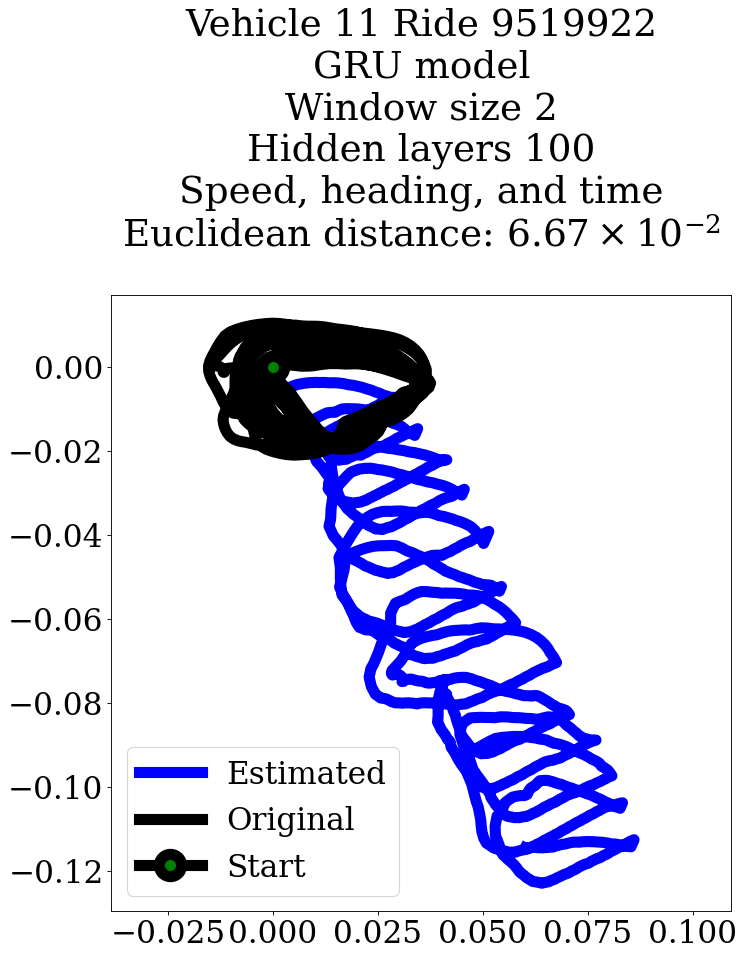 Vehicle 11 Ride 9519922
GRU model
Window size 2
Hidden layers 100
Speed, heading, and time
Euclidean distance: 6.67 × 10⁻²
0.00
−0.02
−0.04
−0.06
−0.08
−0.10
−0.12
Estimated
Original
Start
−0.025 0.000 0.025 0.050 0.075 0.100